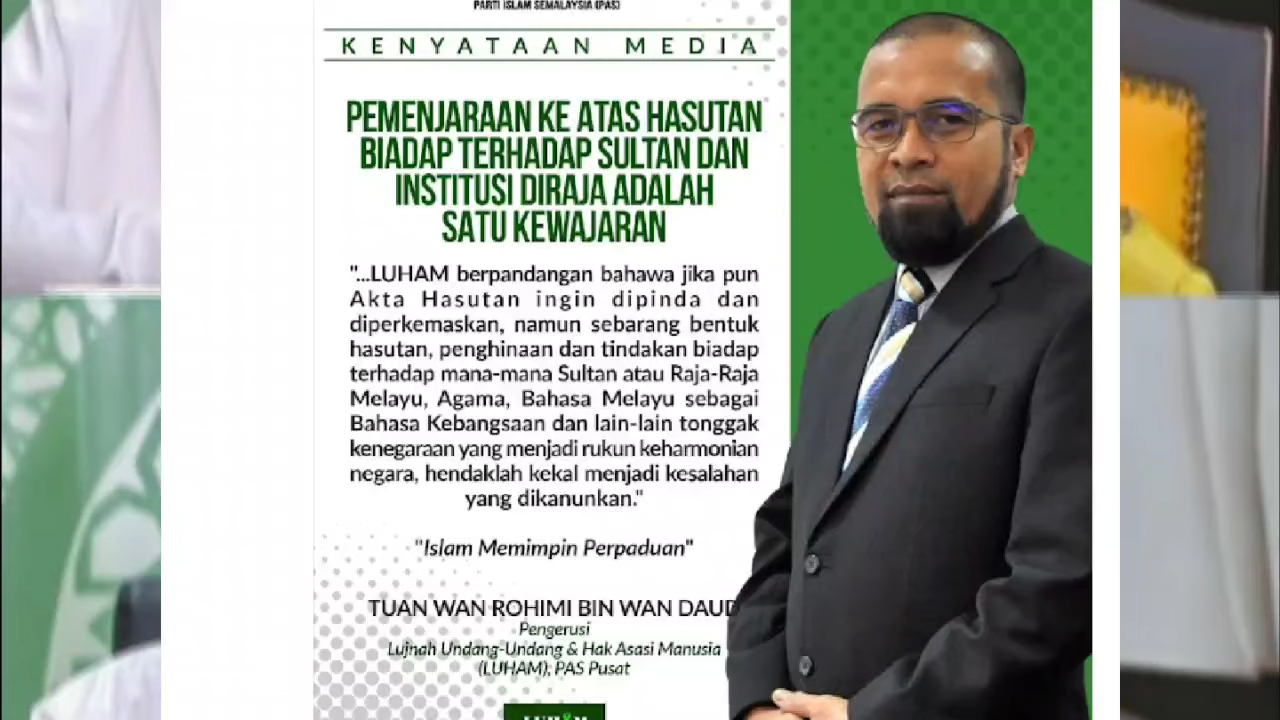 PARTI ISLAM SEMALAYSIA (PAS)
KENYATAAN MEDIA
PEMENJARAAN KE ATAS HASUTAN
BIADAP TERHADAP SULTAN DAN
INSTITUSI DIRAJA ADALAH
SATU KEWAJARAN
"...LUHAM berpandangan bahawa jika pun
Akta Hasutan ingin dipinda dan
diperkemaskan, namun sebarang bentuk
hasutan, penghinaan dan tindakan biadap
terhadap mana-mana Sultan atau Raja-Raja
Melayu, Agama, Bahasa Melayu sebagai
Bahasa Kebangsaan dan lain-lain tonggak
kenegaraan yang menjadi rukun keharmonian
negara, hendaklah kekal menjadi kesalahan
yang dikanunkan."
"Islam Memimpin Perpaduan"
TUAN WAN ROHIMI BIN WAN DAUD
Pengerusi
Lujnah Undang-Undang & Hak Asasi Manusia
(LUHAM), PAS Pusat